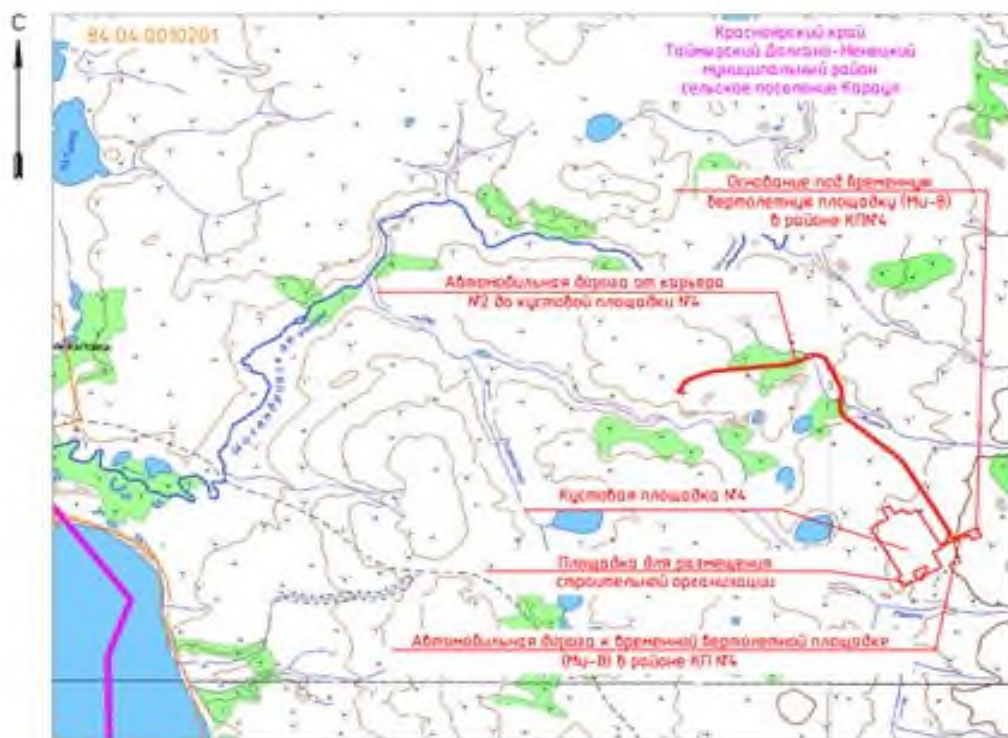 С
84:04:0010201
Красноярский край
Таймырский Долгано-Ненецкий
муниципальный район
сельское поселение Караул
Основание под временную
вертолетную площадку (Ми-8)
в районе КП№4
Автомобильная дорога от карьера
№2 до кустовой площадки №4
Кустовая площадка №4
Площадка для размещения
строительной организации
Автомобильная дорога к временной вертолетной площадке
(Ми-8) в районе КП №4